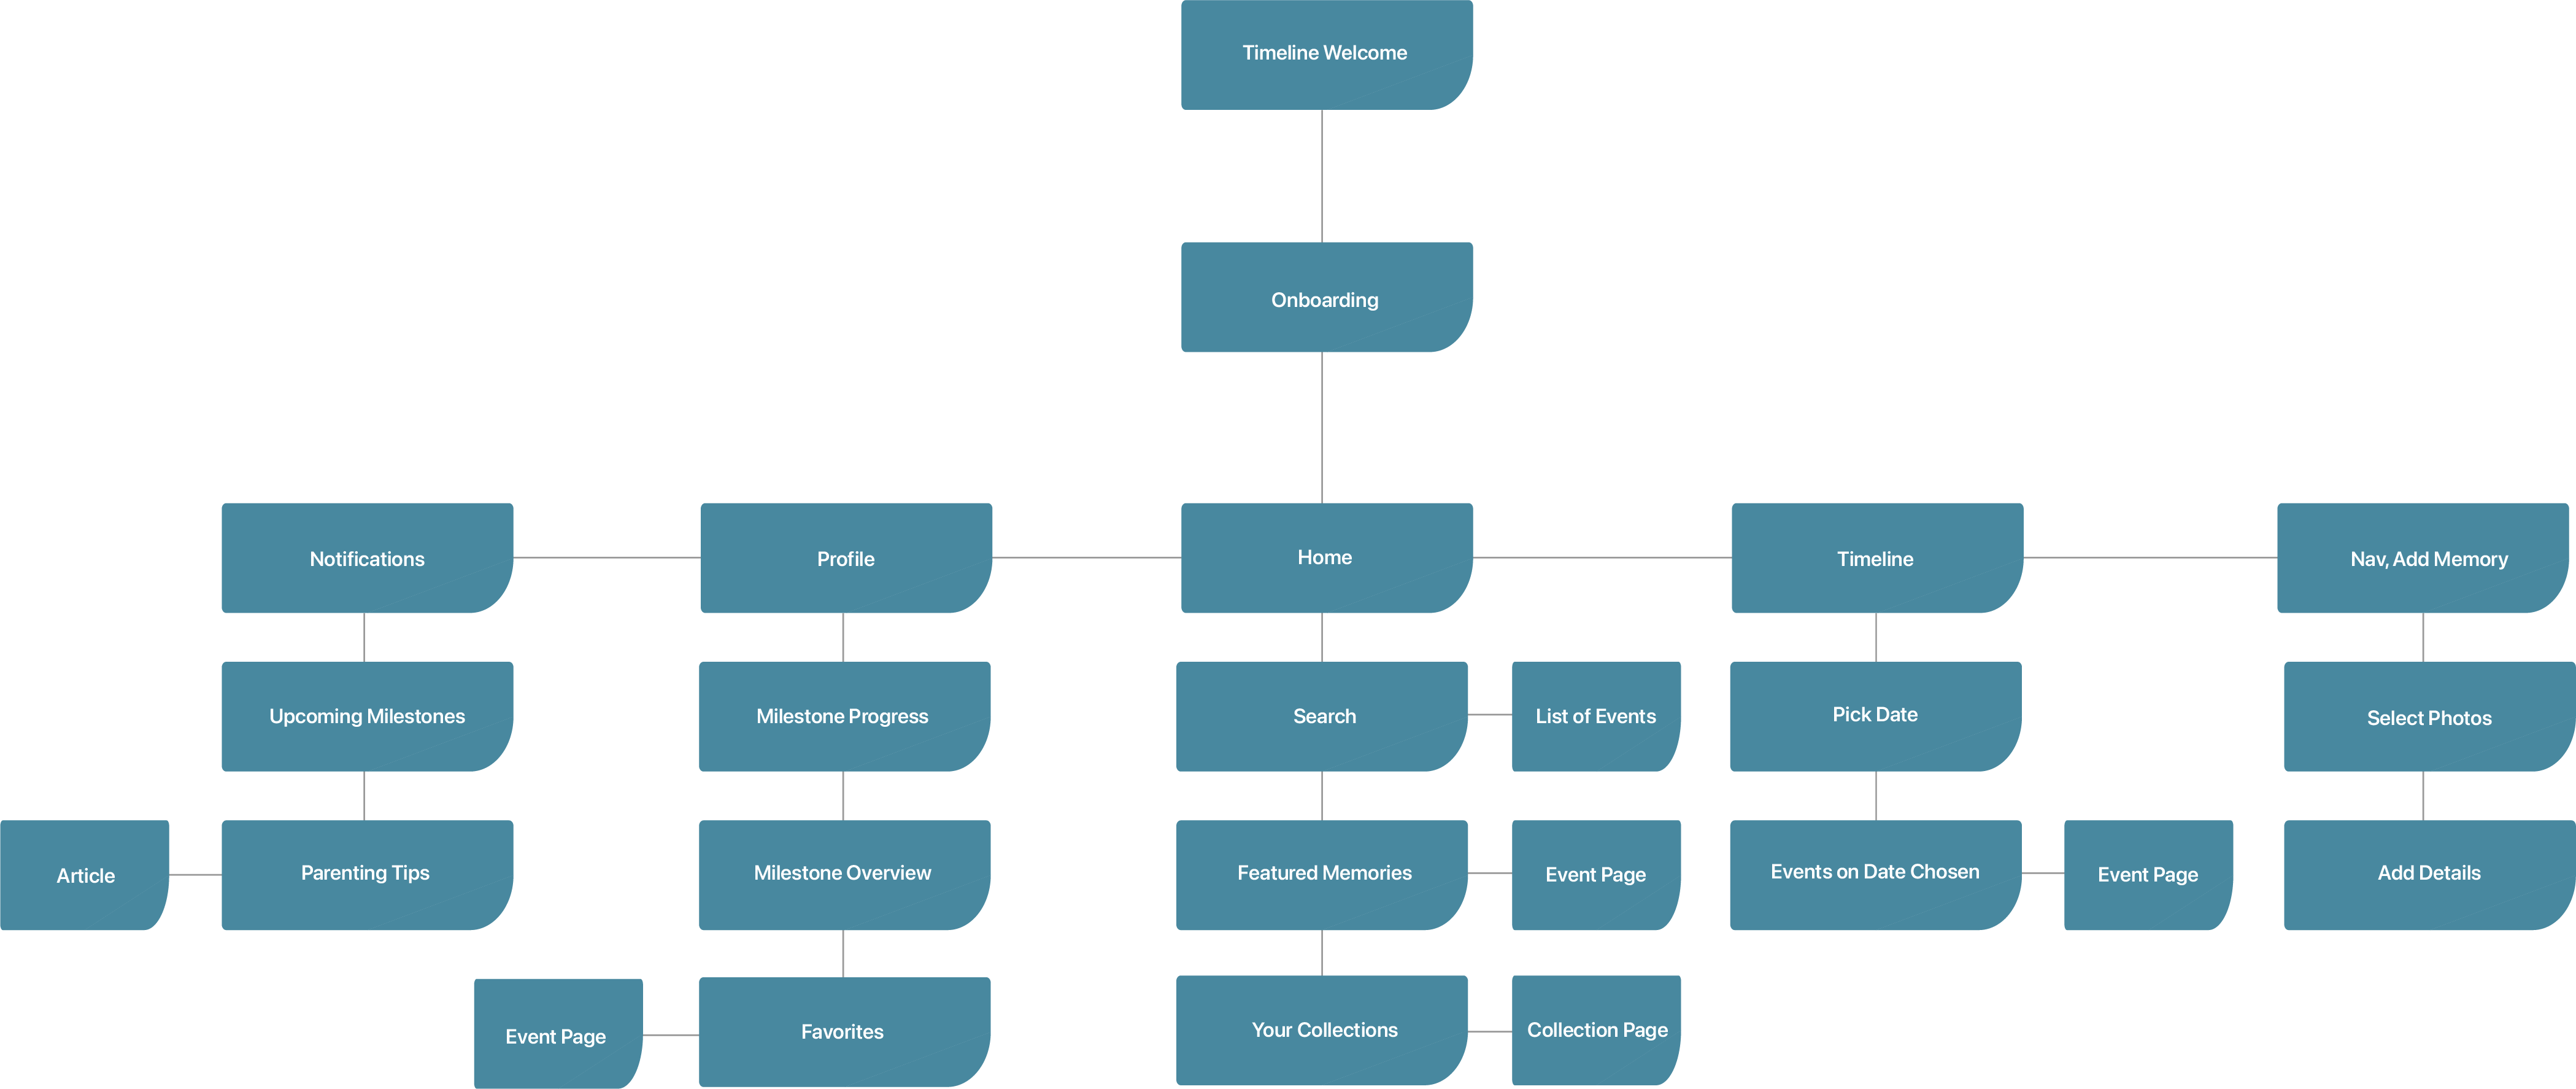 Timeline Welcome
Onboarding
Notifications
Profile
Home
Timeline
Nav, Add Memory
Upcoming Milestones
Milestone Progress
Search
List of Events
Pick Date
Select Photos
Article
Parenting Tips
Milestone Overview
Featured Memories
Event Page
Events on Date Chosen
Event Page
Add Details
Event Page
Favorites
Your Collections
Collection Page